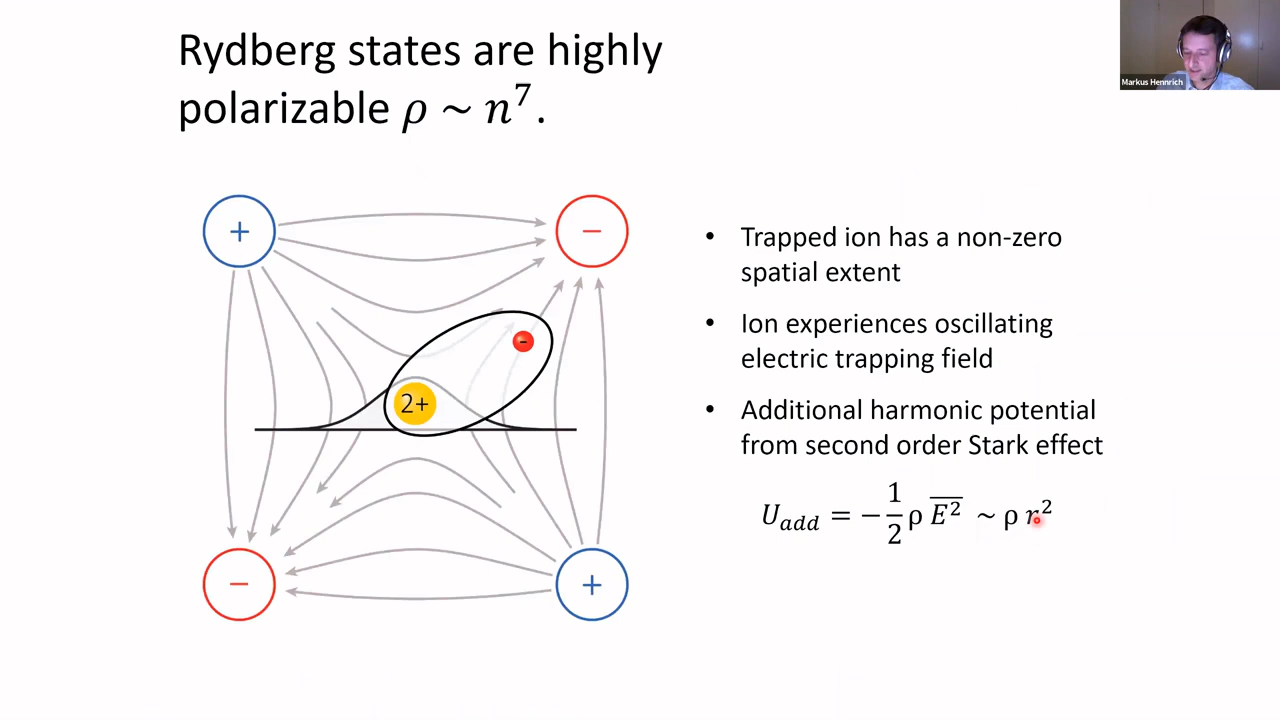 Rydberg states are highly
polarizable ρ ~ n⁷.
Markus Hennrich
+
−
-
2+
−
+
• Trapped ion has a non-zero
spatial extent
• Ion experiences oscillating
electric trapping field
• Additional harmonic potential
from second order Stark effect
U_add = −1/2 ρ E̅²̅ ~ ρ r²